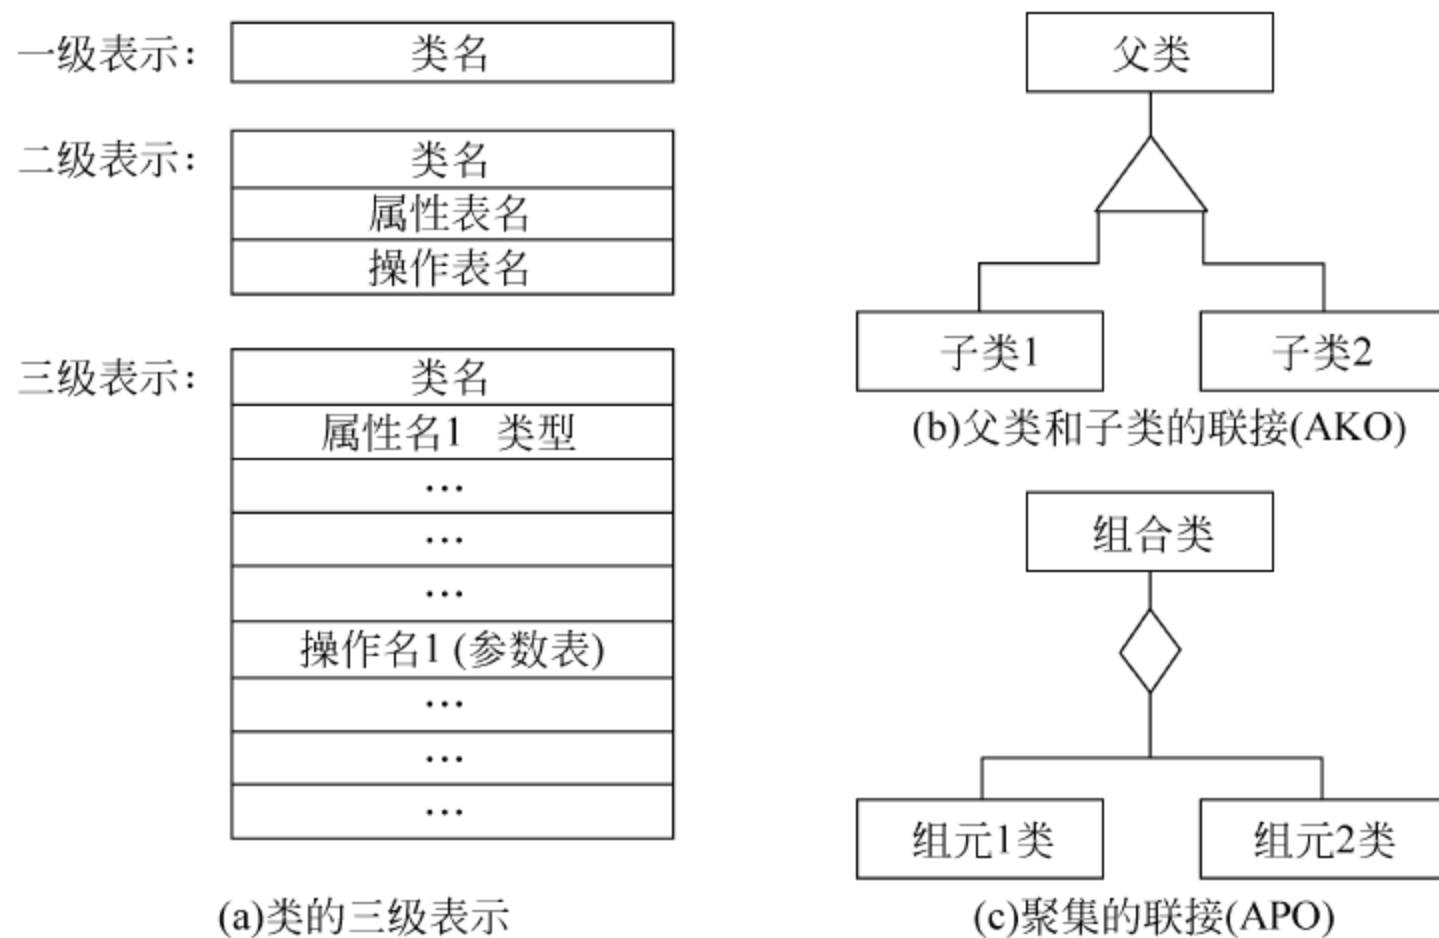 一级表示：
类名
二级表示：
类名
属性表名
操作表名
三级表示：
类名
属性名1 类型
…
…
…
操作名1 (参数表)
…
…
…
(a)类的三级表示
父类
子类1
子类2
(b)父类和子类的联接(AKO)
组合类
组元1类
组元2类
(c)聚集的联接(APO)